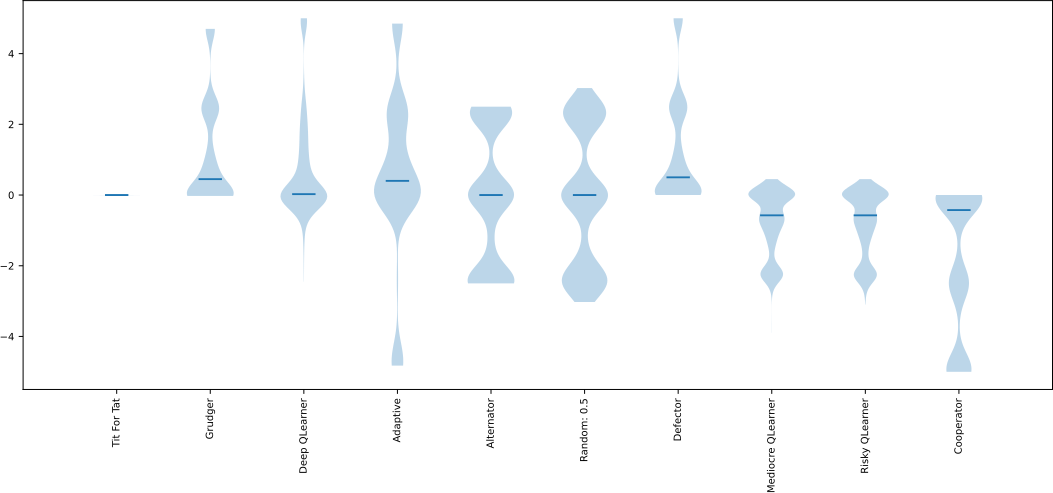 4
2
0
−2
−4
Tit For Tat
Grudger
Deep QLearner
Adaptive
Alternator
Random: 0.5
Defector
Mediocre QLearner
Risky QLearner
Cooperator